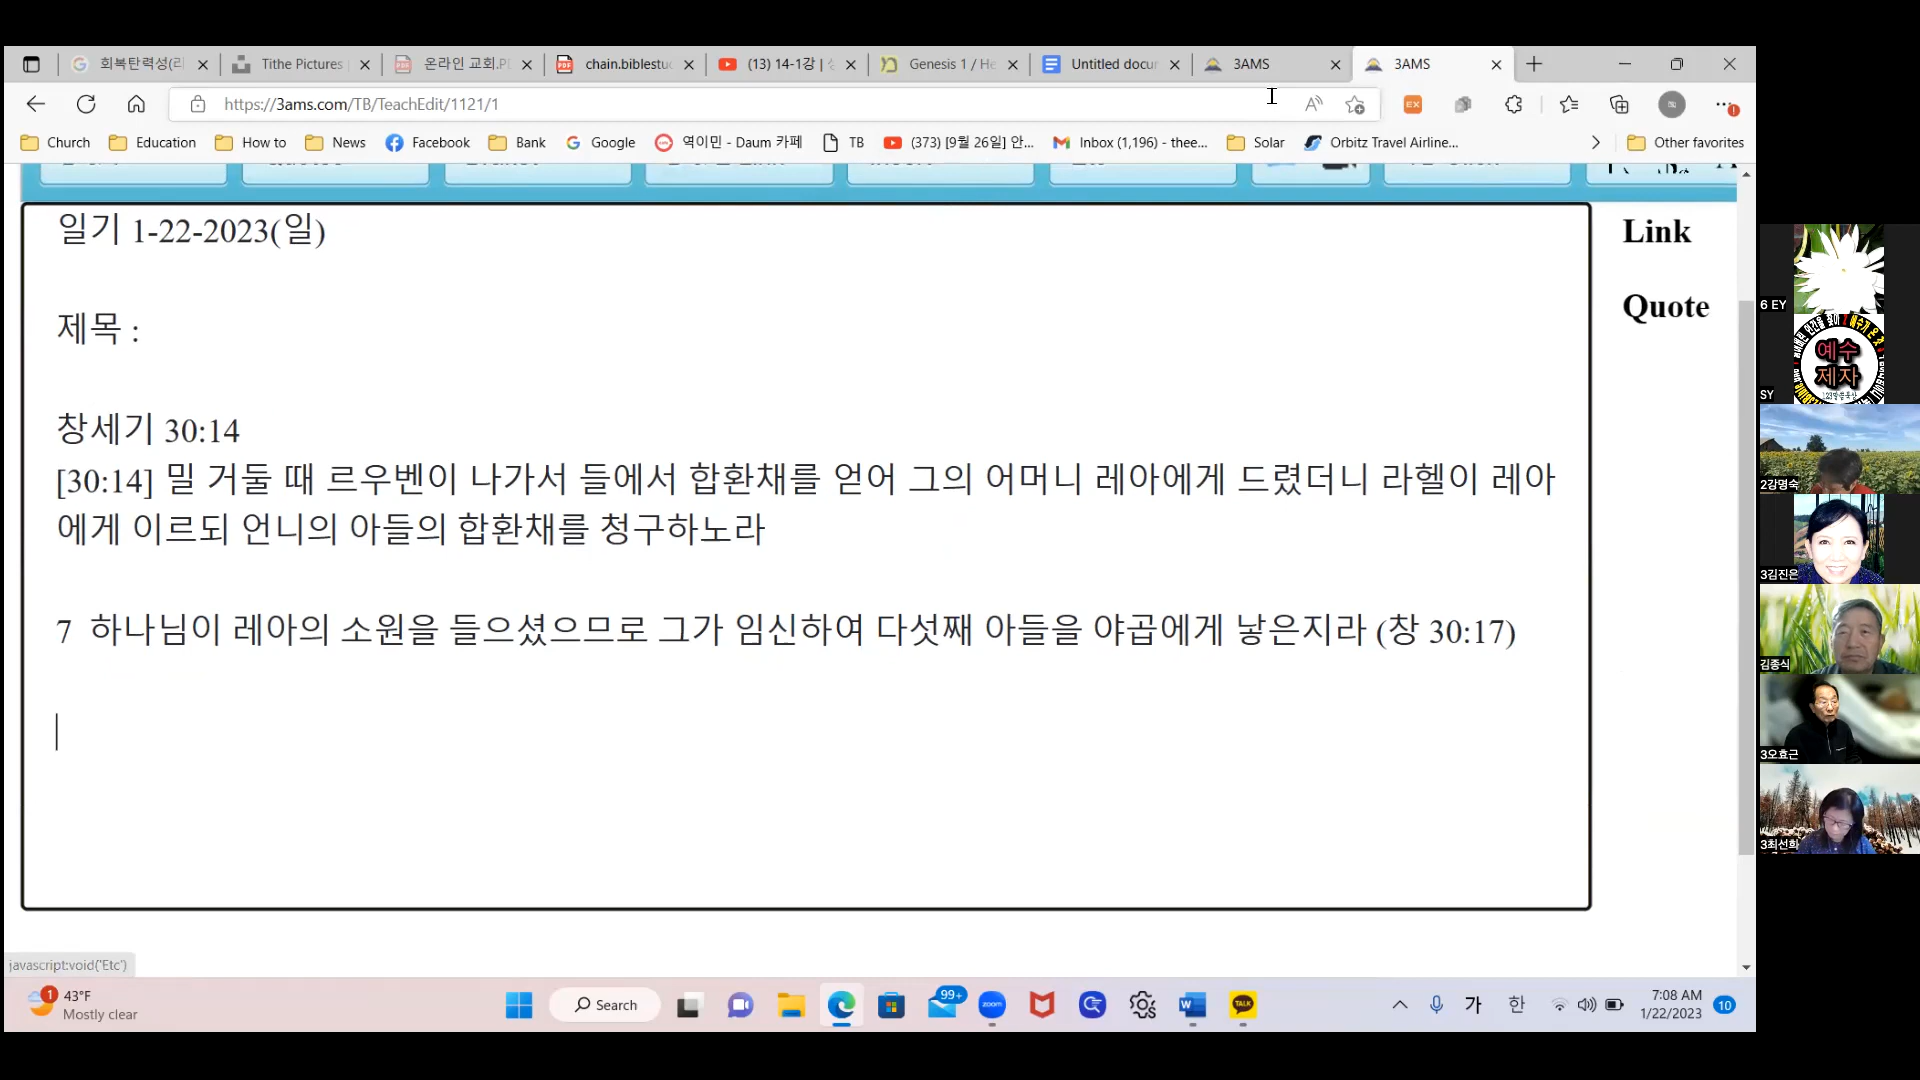 회복탄력성(리
Tithe Pictures
온라인 교회.P
chain.biblestu
(13) 14-1강 |
Genesis 1 / He
Untitled docur
3AMS
3AMS
https://3ams.com/TB/TeachEdit/1121/1
Church
Education
How to
News
Facebook
Bank
Google
역이민 - Daum 카페
TB
(373) [9월 26일] 안...
Inbox (1,196) - thee...
Solar
Orbitz Travel Airline...
Other favorites
일기 1-22-2023(일)
제목 :
창세기 30:14
[30:14] 밀 거둘 때 르우벤이 나가서 들에서 합환채를 얻어 그의 어머니 레아에게 드렸더니 라헬이 레아
에게 이르되 언니의 아들의 합환채를 청구하노라
7 하나님이 레아의 소원을 들으셨으므로 그가 임신하여 다섯째 아들을 야곱에게 낳은지라 (창 30:17)
Link
Quote
6 EY
예수
제자
SY
2강명숙
3김진은
김종식
3오효근
3최선희
javascript:void('Etc')
1
43°F
Mostly clear
Search
99+
zoom
TALK
가
한
7:08 AM
1/22/2023
10